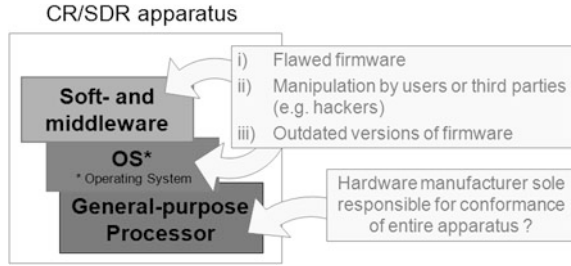 CR/SDR apparatus
i) Flawed firmware
ii) Manipulation by users or third parties
(e.g. hackers)
iii) Outdated versions of firmware
Soft- and
middleware
OS*
* Operating System
General-purpose
Processor
Hardware manufacturer sole
responsible for conformance
of entire apparatus ?